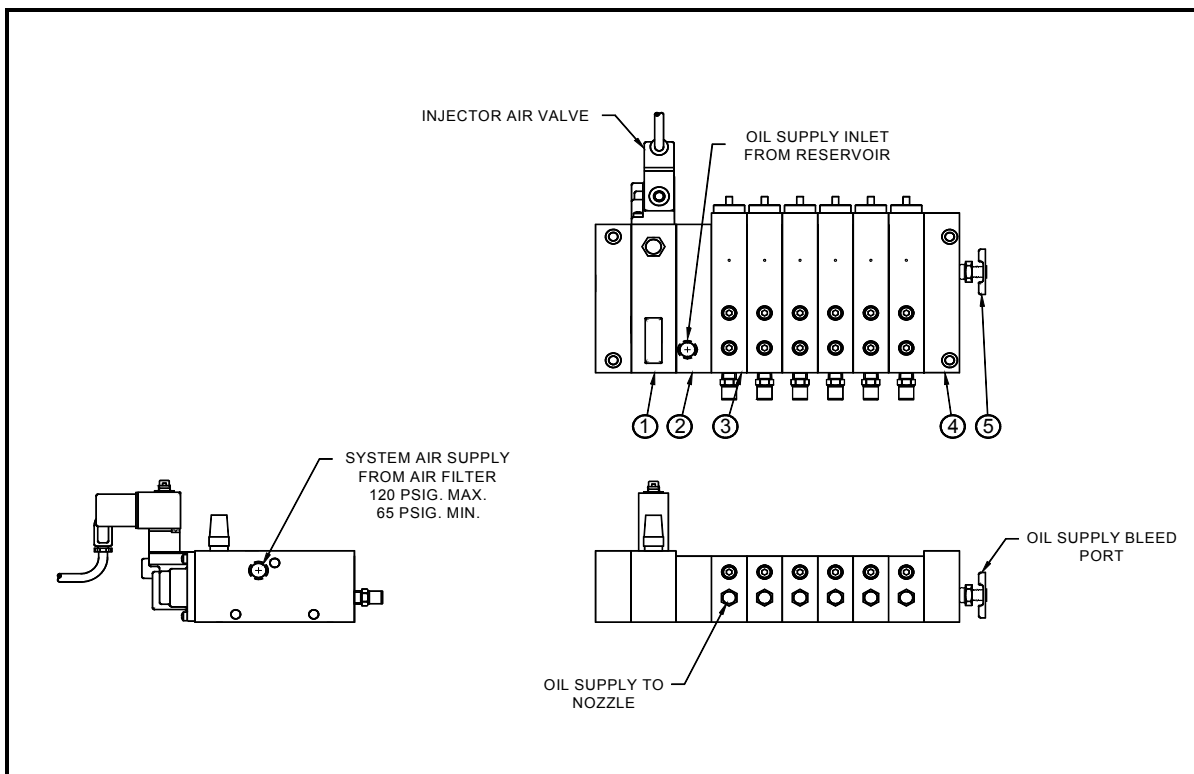 INJECTOR AIR VALVE
OIL SUPPLY INLET
FROM RESERVOIR
1 2 3 4 5
SYSTEM AIR SUPPLY
FROM AIR FILTER
120 PSIG. MAX.
65 PSIG. MIN.
OIL SUPPLY BLEED
PORT
OIL SUPPLY TO
NOZZLE